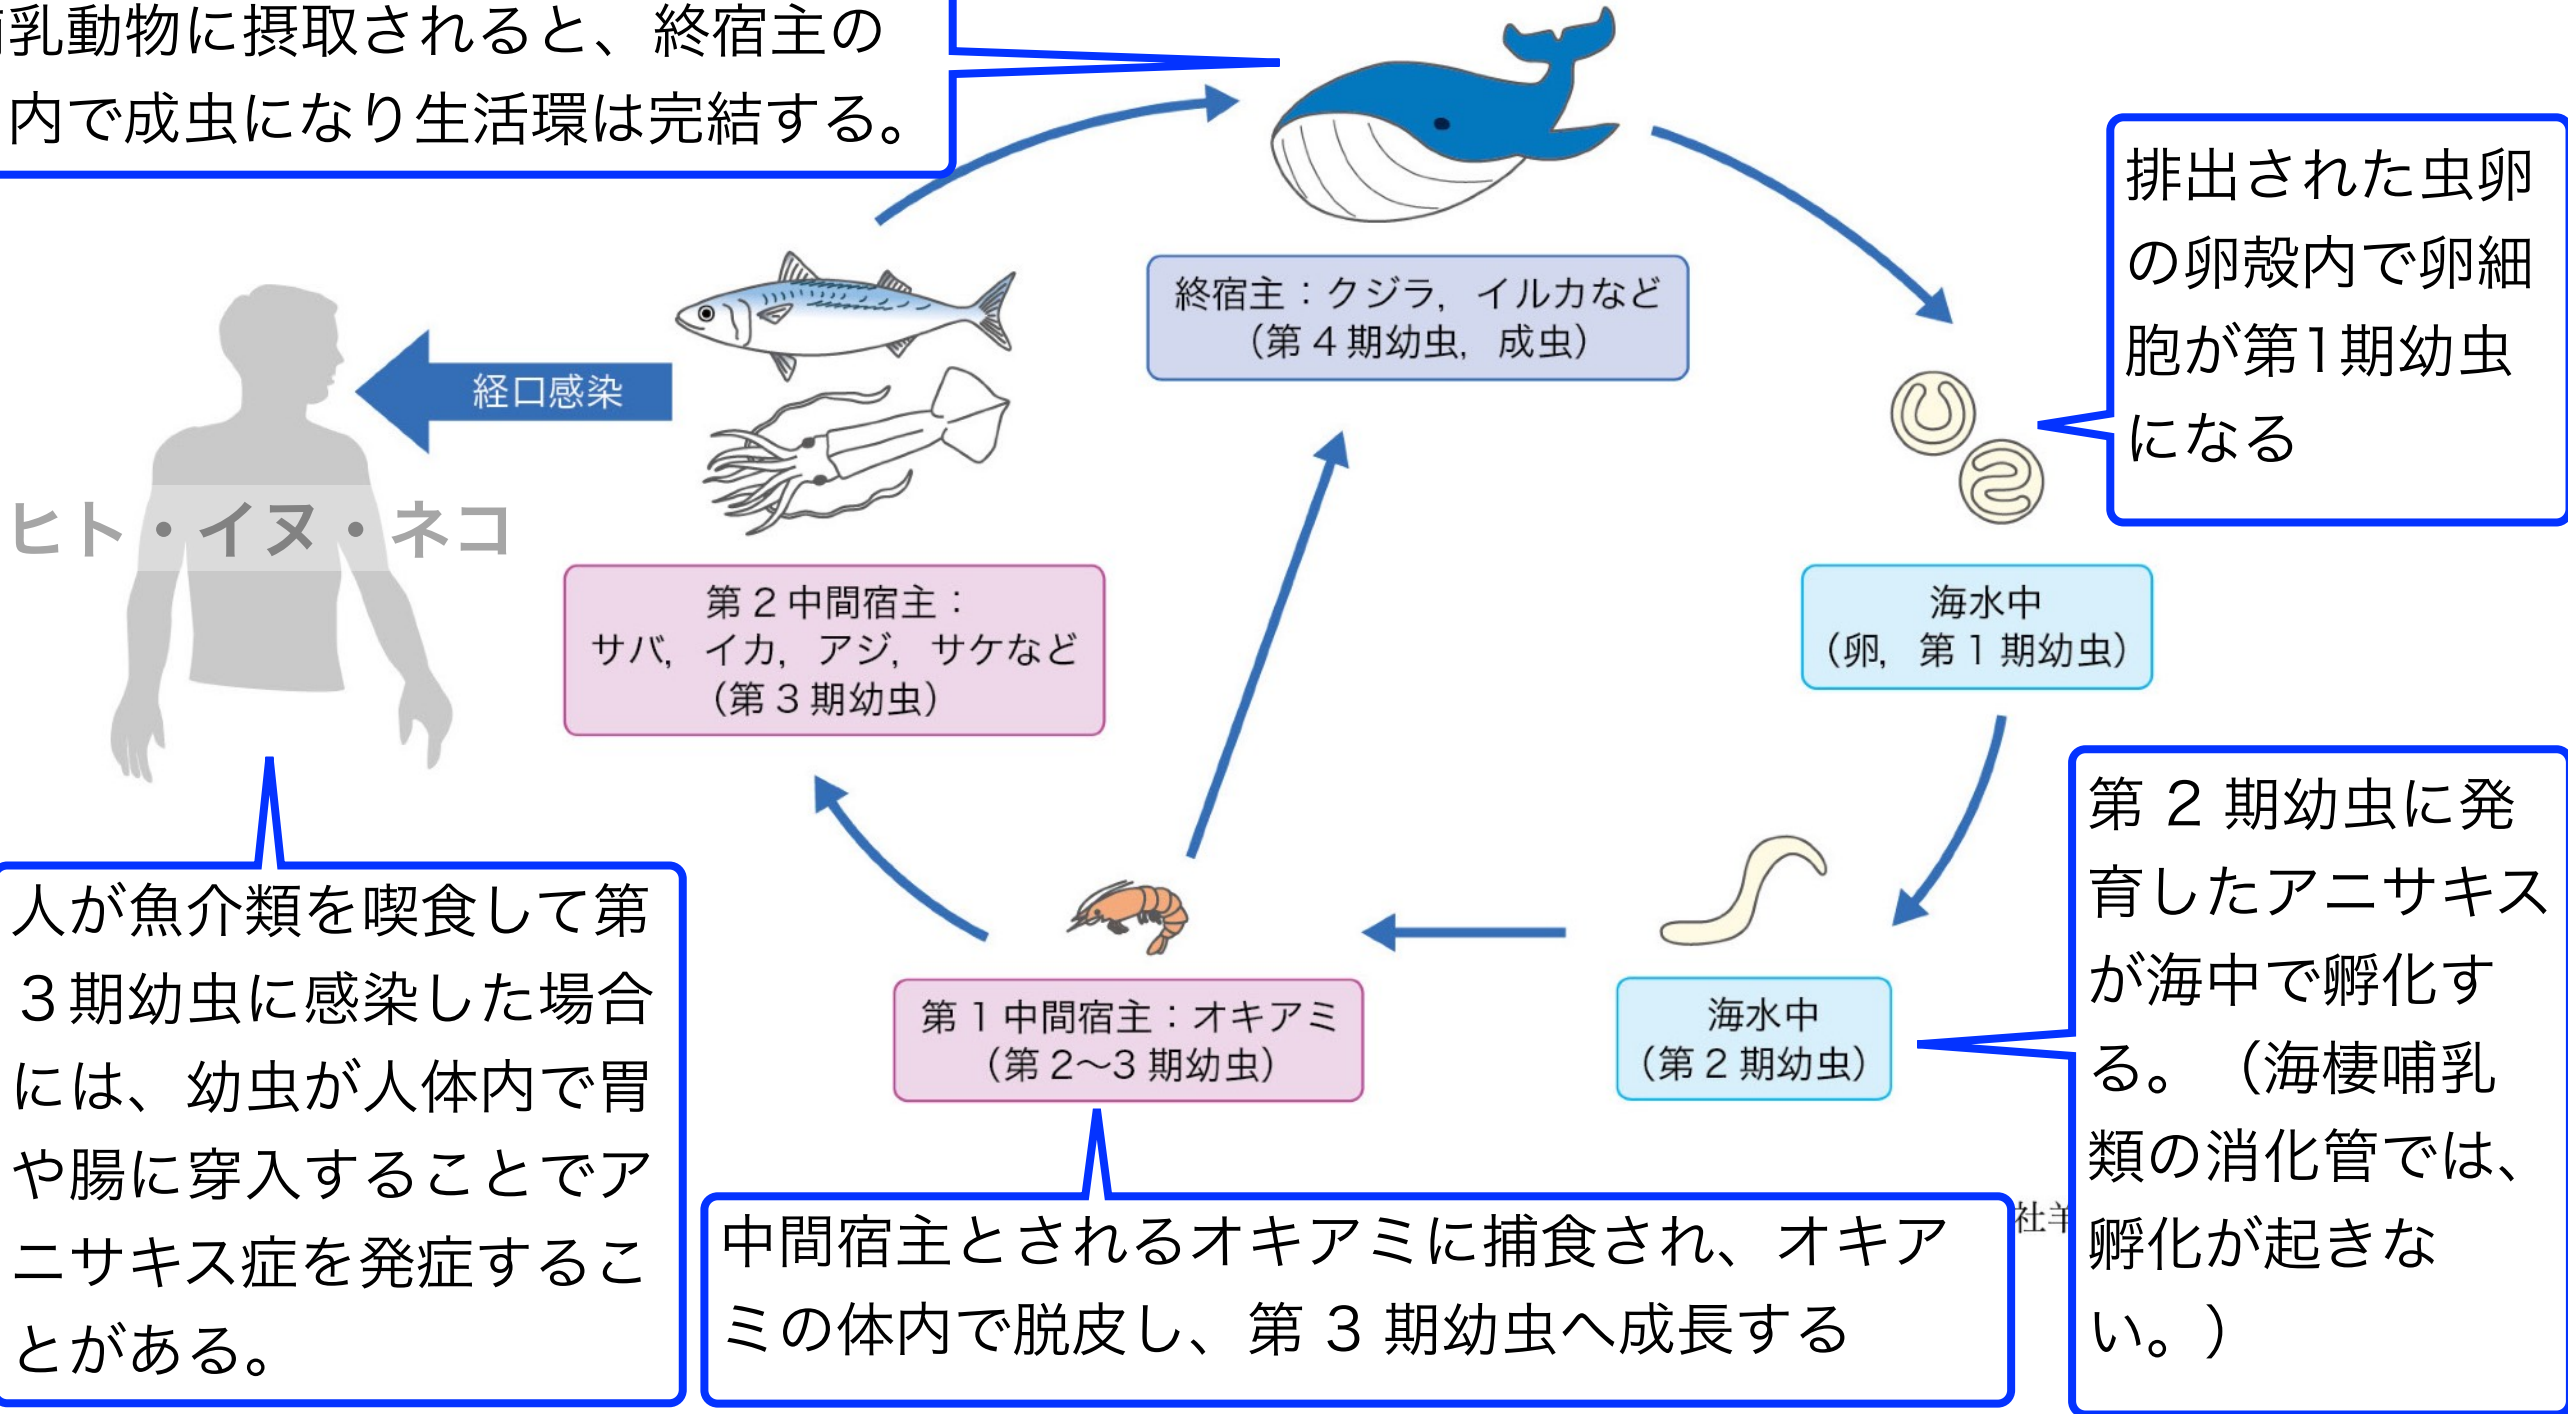 乳動物に摂取されると、終宿主の
内で成虫になり生活環は完結する。
排出された虫卵
の卵殻内で卵細
胞が第1期幼虫
になる
終宿主：クジラ，イルカなど
（第４期幼虫，成虫）
経口感染
ヒト・イヌ・ネコ
第２中間宿主：
サバ，イカ，アジ，サケなど
（第３期幼虫）
海水中
（卵，第１期幼虫）
第 2 期幼虫に発
育したアニサキス
が海中で孵化す
る。（海棲哺乳
類の消化管では、
孵化が起きな
い。）
人が魚介類を喫食して第
３期幼虫に感染した場合
には、幼虫が人体内で胃
や腸に穿入することでア
ニサキス症を発症するこ
とがある。
第１中間宿主：オキアミ
（第 2〜3 期幼虫）
海水中
（第２期幼虫）
中間宿主とされるオキアミに捕食され、オキア
ミの体内で脱皮し、第 3 期幼虫へ成長する
社羊